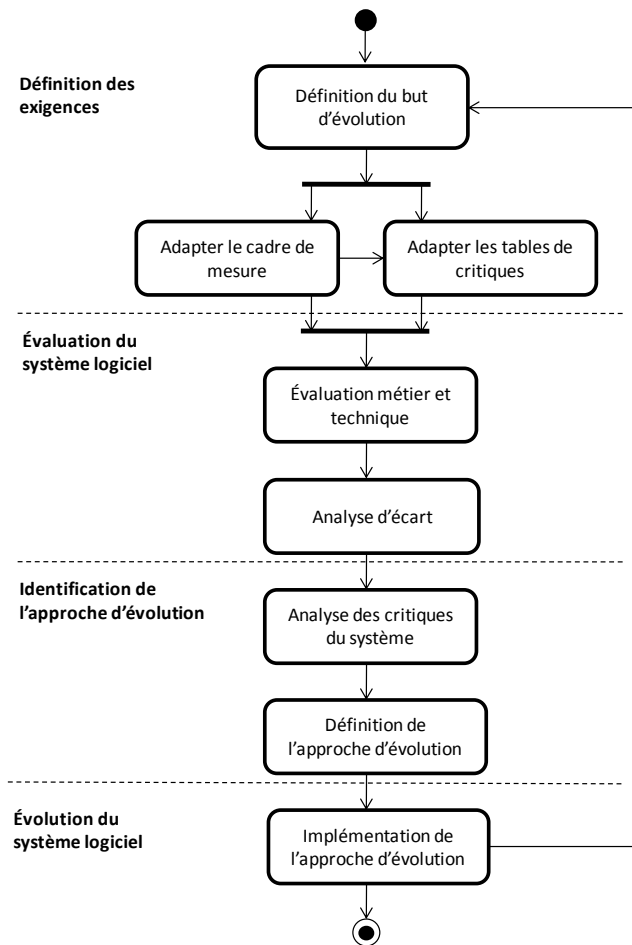 Définition des
exigences
Définition du but
d’évolution
Adapter le cadre de
mesure
Adapter les tables de
critiques
Évaluation du
système logiciel
Évaluation métier et
technique
Analyse d’écart
Identification de
l’approche d’évolution
Analyse des critiques
du système
Définition de
l’approche d’évolution
Évolution du
système logiciel
Implémentation de
l’approche d’évolution